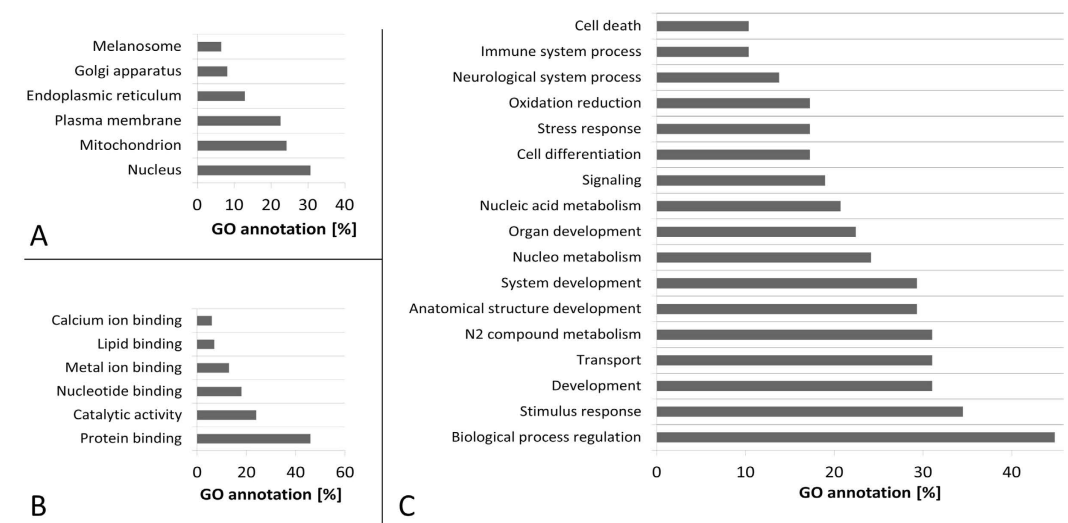 Melanosome
Golgi apparatus
Endoplasmic reticulum
Plasma membrane
Mitochondrion
Nucleus
0 10 20 30 40
GO annotation [%]
A
Calcium ion binding
Lipid binding
Metal ion binding
Nucleotide binding
Catalytic activity
Protein binding
0 20 40 60
GO annotation [%]
B
Cell death
Immune system process
Neurological system process
Oxidation reduction
Stress response
Cell differentiation
Signaling
Nucleic acid metabolism
Organ development
Nucleo metabolism
System development
Anatomical structure development
N2 compound metabolism
Transport
Development
Stimulus response
Biological process regulation
0 10 20 30 40
GO annotation [%]
C